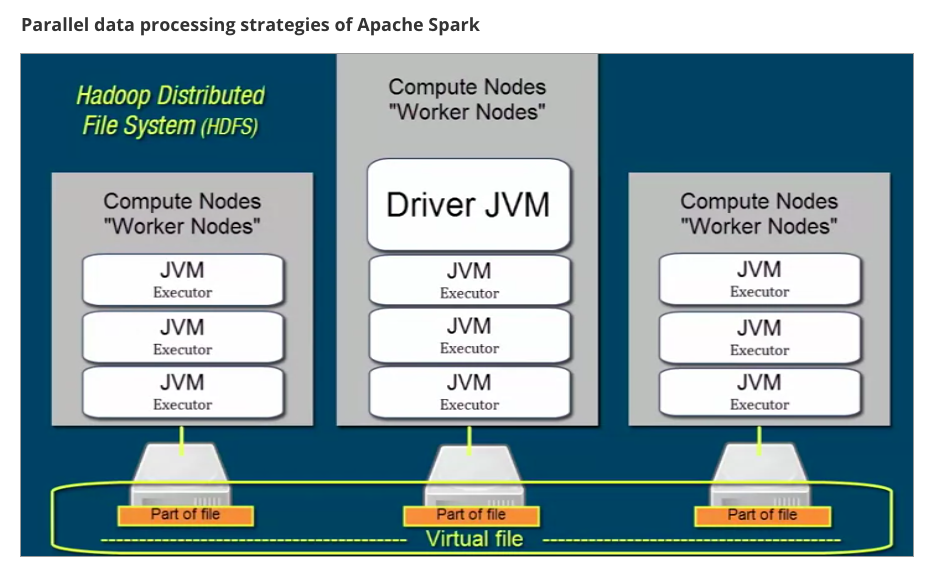 Parallel data processing strategies of Apache Spark
Hadoop Distributed
File System (HDFS)
Compute Nodes
"Worker Nodes"
JVM
Executor
JVM
Executor
JVM
Executor
Part of file
Compute Nodes
"Worker Nodes"
Driver JVM
JVM
Executor
JVM
Executor
JVM
Executor
Part of file
Compute Nodes
"Worker Nodes"
JVM
Executor
JVM
Executor
JVM
Executor
Part of file
Virtual file